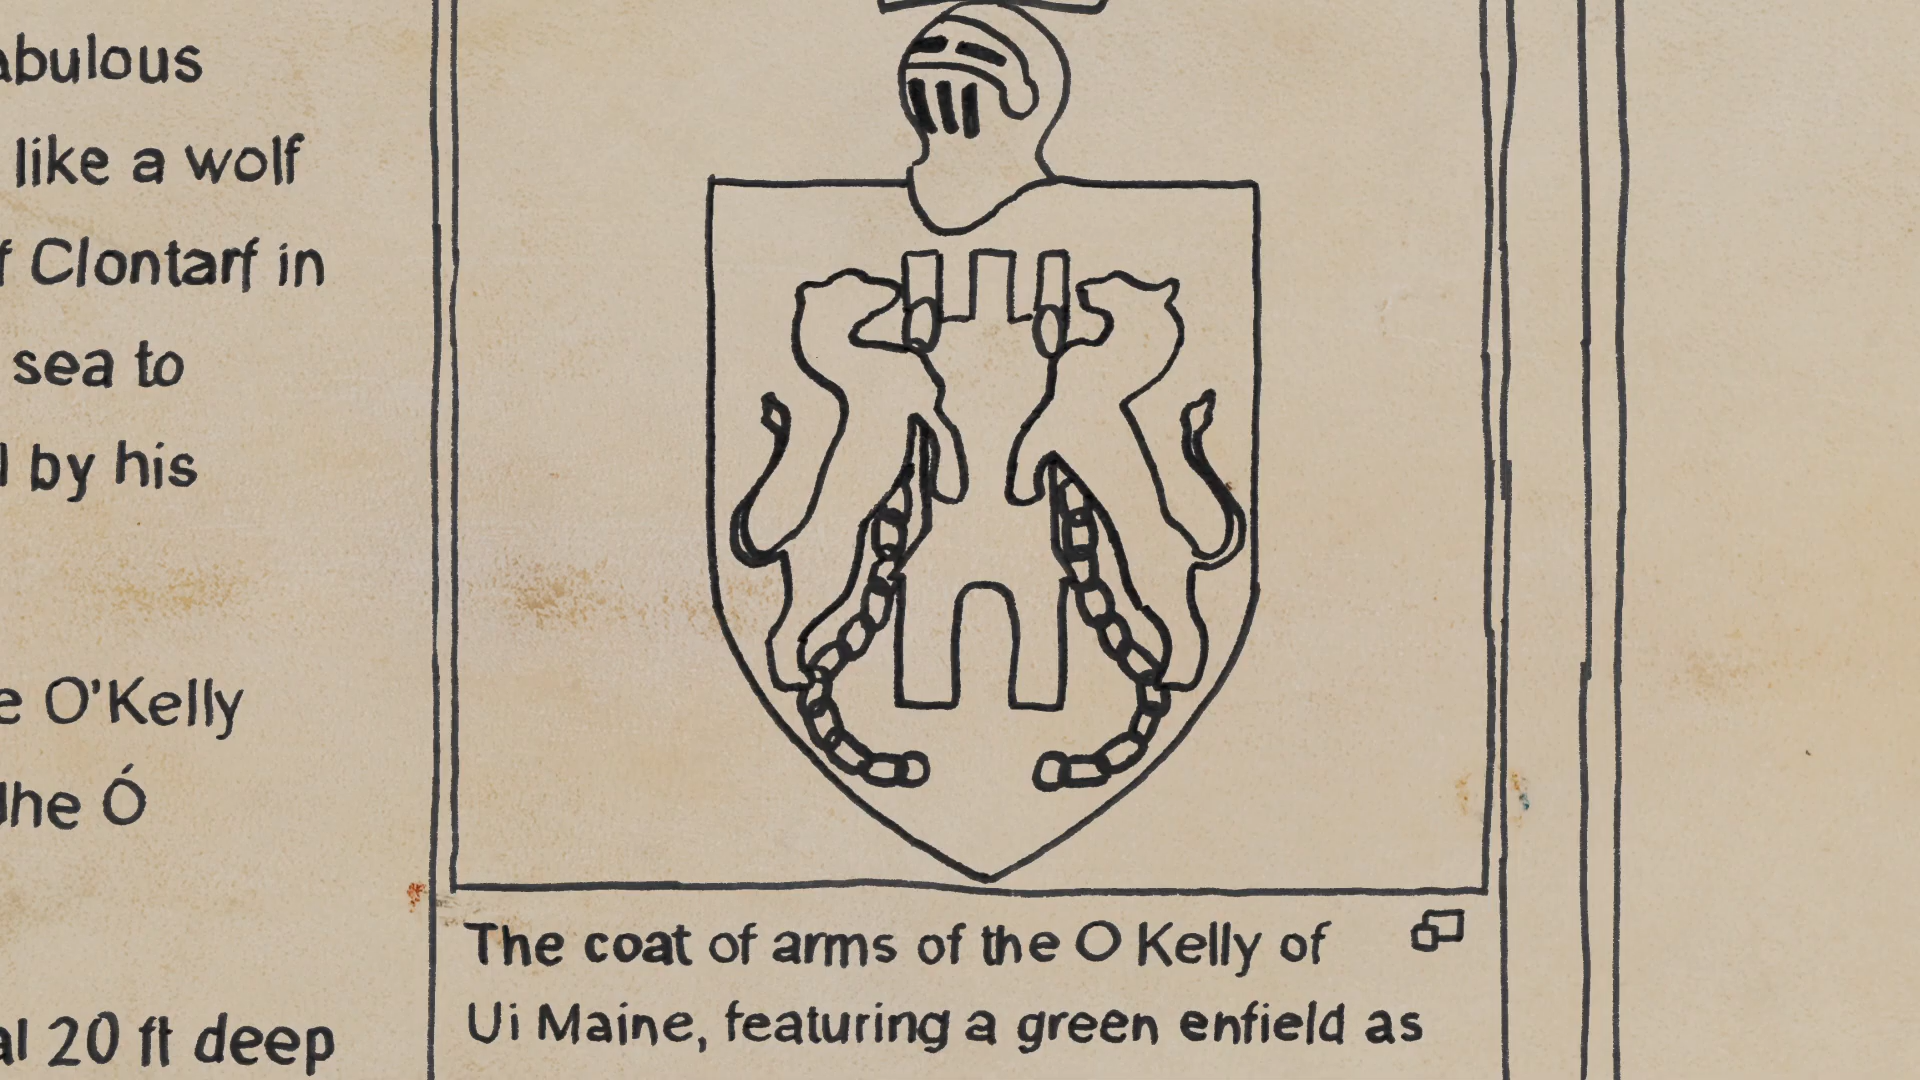 abulous
like a wolf
f Clontarf in
sea to
l by his
e O'Kelly
dhe Ó
al 20 ft deep
The coat of arms of the O Kelly of
Ui Maine, featuring a green enfield as